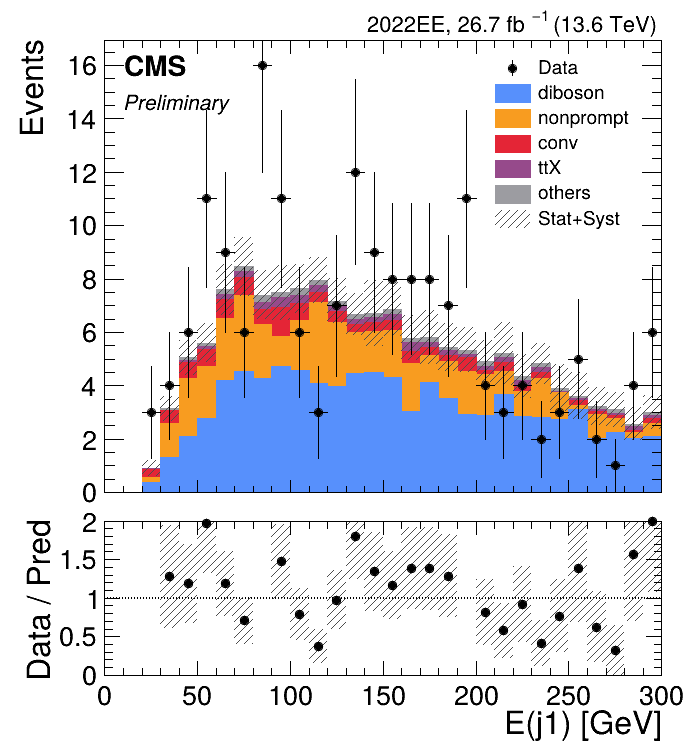 2022EE, 26.7 fb⁻¹ (13.6 TeV)
Events
16
14
12
10
8
6
4
2
0
CMS
Preliminary
Data
diboson
nonprompt
conv
ttX
others
Stat+Syst
Data / Pred
2
1.5
1
0.5
0
0 50 100 150 200 250 300
E(j1) [GeV]